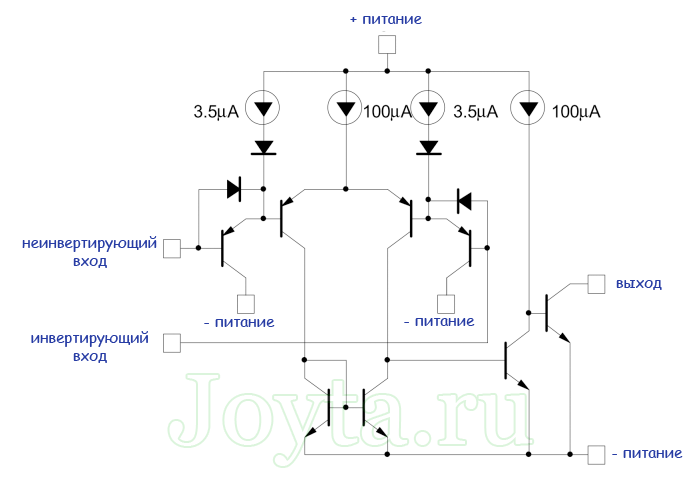 + питание
3.5µA
100µA
3.5µA
100µA
неинвертирующий
вход
выход
- питание
- питание
инвертирующий
вход
Joyta.ru
- питание